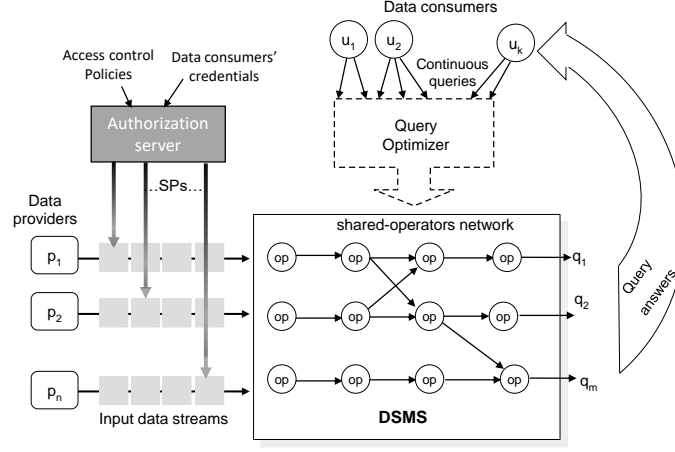 Data consumers
u1
u2
uk
Access control
Policies
Data consumers'
credentials
Continuous
queries
Authorization
server
Query
Optimizer
...SPs...
Data
providers
shared-operators network
p1
op
op
op
op
q1
p2
op
op
op
op
q2
pn
op
op
op
op
qm
Input data streams
DSMS
Query
answers